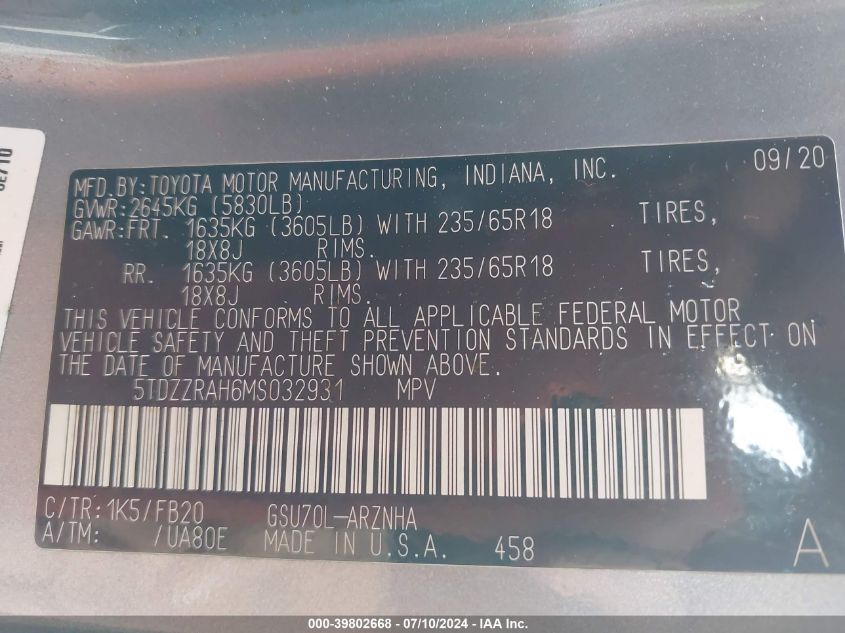 MFD.BY:TOYOTA MOTOR MANUFACTURING, INDIANA, INC. 09/20
GVWR:2645KG (5830LB)
GAWR:FRT. 1635KG (3605LB) WITH 235/65R18 TIRES,
18X8J RIMS.
RR. 1635KG (3605LB) WITH 235/65R18 TIRES,
18X8J RIMS.
THIS VEHICLE CONFORMS TO ALL APPLICABLE FEDERAL MOTOR
VEHICLE SAFETY AND THEFT PREVENTION STANDARDS IN EFFECT ON
THE DATE OF MANUFACTURE SHOWN ABOVE.
5TDZZRAH6MS032931 MPV
C/TR:1K5/FB20 GSU70L-ARZNHA
A/TM: /UA80E MADE IN U.S.A. 458 A
000-39802668 - 07/10/2024 - IAA Inc.